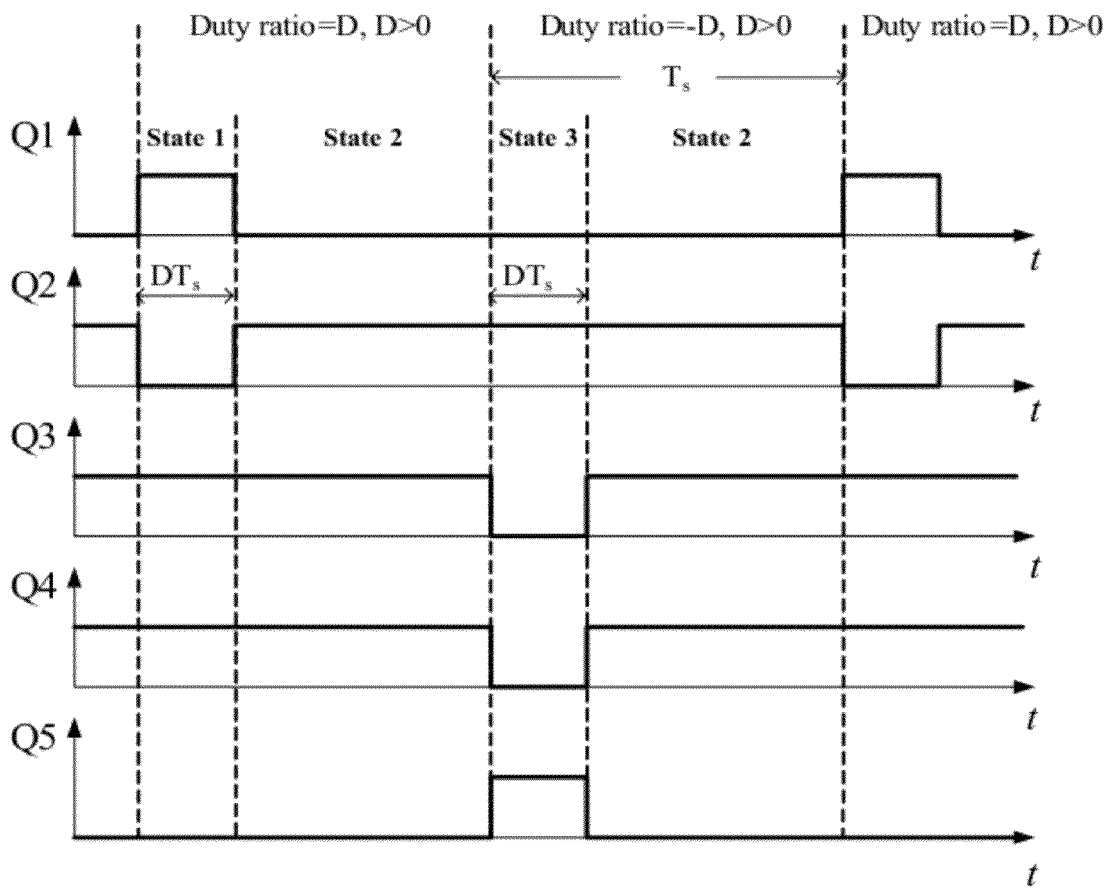 Duty ratio=D, D>0 Duty ratio=-D, D>0 Duty ratio=D, D>0
Tₛ
Q1 State 1 State 2 State 3 State 2
t
Q2 DTₛ DTₛ
t
Q3
t
Q4
t
Q5
t